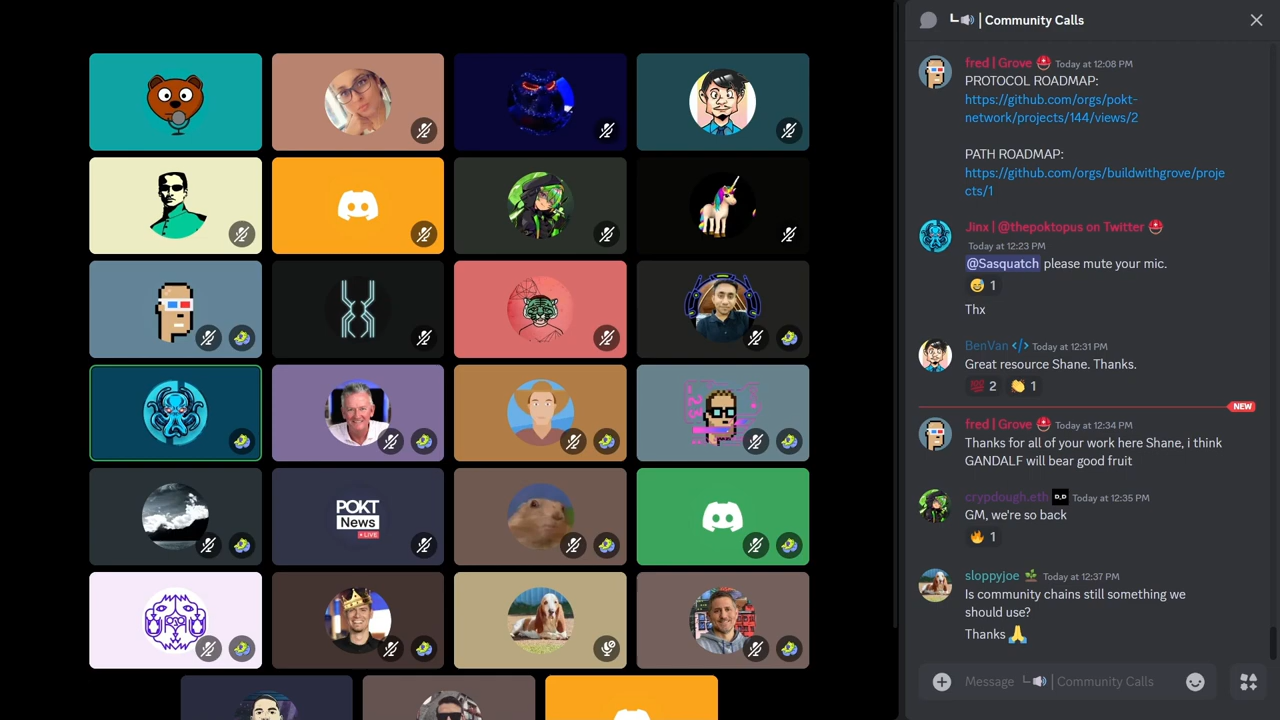 POKT
News
LIVE
Community Calls
fred | Grove Today at 12:08 PM
PROTOCOL ROADMAP:
https://github.com/orgs/pokt-
network/projects/144/views/2
PATH ROADMAP:
https://github.com/orgs/buildwithgrove/proje
cts/1
Jinx | @thepoktopus on Twitter
Today at 12:23 PM
@Sasquatch please mute your mic.
1
Thx
BenVan </> Today at 12:31 PM
Great resource Shane. Thanks.
2 1
NEW
fred | Grove Today at 12:34 PM
Thanks for all of your work here Shane, i think
GANDALF will bear good fruit
crypdough.eth D,D Today at 12:35 PM
GM, we're so back
1
sloppyjoe Today at 12:37 PM
Is community chains still something we
should use?
Thanks 🙏
Message | Community Calls